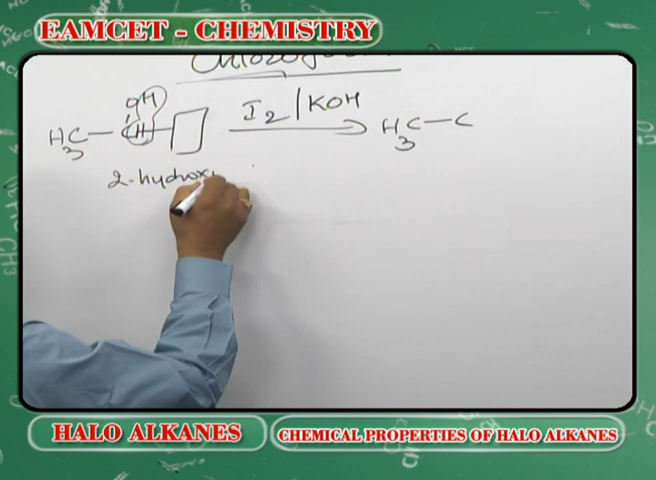 EAMCET - CHEMISTRY
OH
H3C - CH - I2 | KOH H3C - C
2-hydrox
HALO ALKANES
CHEMICAL PROPERTIES OF HALO ALKANES